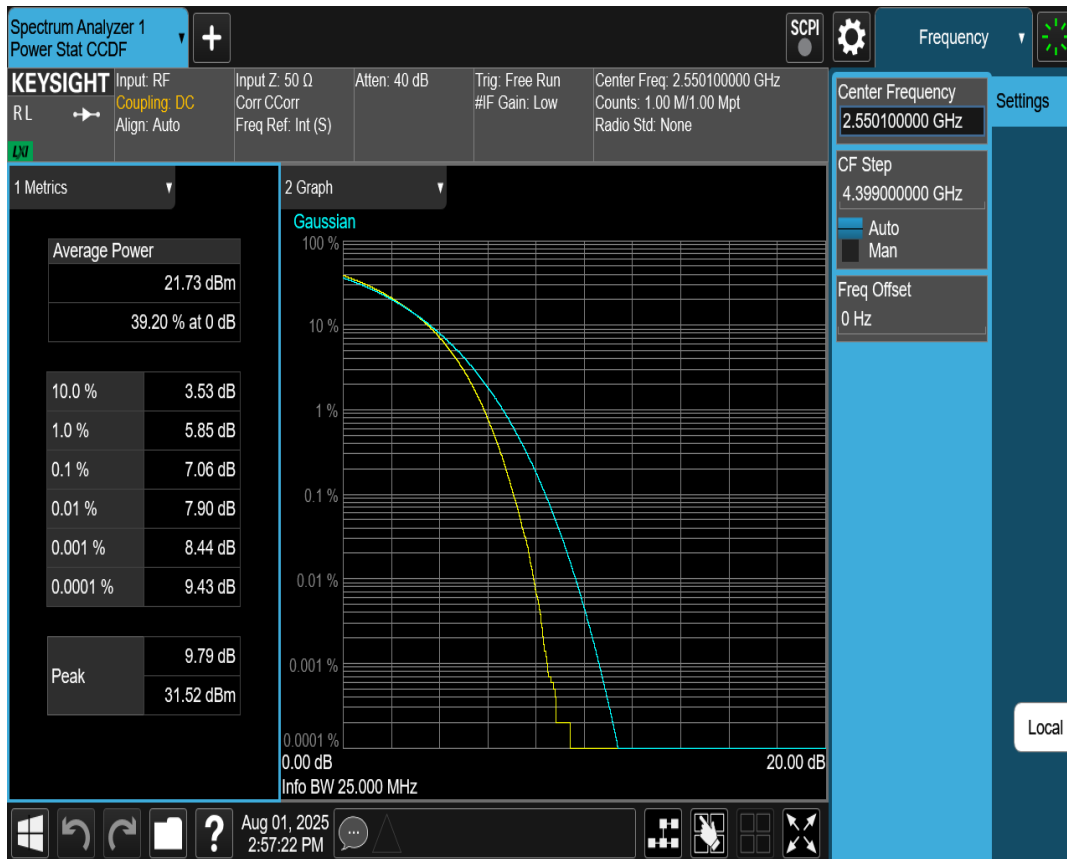 Spectrum Analyzer 1
Power Stat CCDF
SCPI
Frequency
KEYSIGHT
RL
LXI
Input: RF
Coupling: DC
Align: Auto
Input Z: 50 Ω
Corr CCorr
Freq Ref: Int (S)
Atten: 40 dB
Trig: Free Run
#IF Gain: Low
Center Freq: 2.550100000 GHz
Counts: 1.00 M/1.00 Mpt
Radio Std: None
Center Frequency
2.550100000 GHz
Settings
CF Step
4.399000000 GHz
Auto
Man
Freq Offset
0 Hz
1 Metrics
Average Power
21.73 dBm
39.20 % at 0 dB
10.0 % 3.53 dB
1.0 % 5.85 dB
0.1 % 7.06 dB
0.01 % 7.90 dB
0.001 % 8.44 dB
0.0001 % 9.43 dB
Peak
9.79 dB
31.52 dBm
2 Graph
Gaussian
100 %
10 %
1 %
0.1 %
0.01 %
0.001 %
0.0001 %
0.00 dB 20.00 dB
Info BW 25.000 MHz
Local
?
Aug 01, 2025
2:57:22 PM